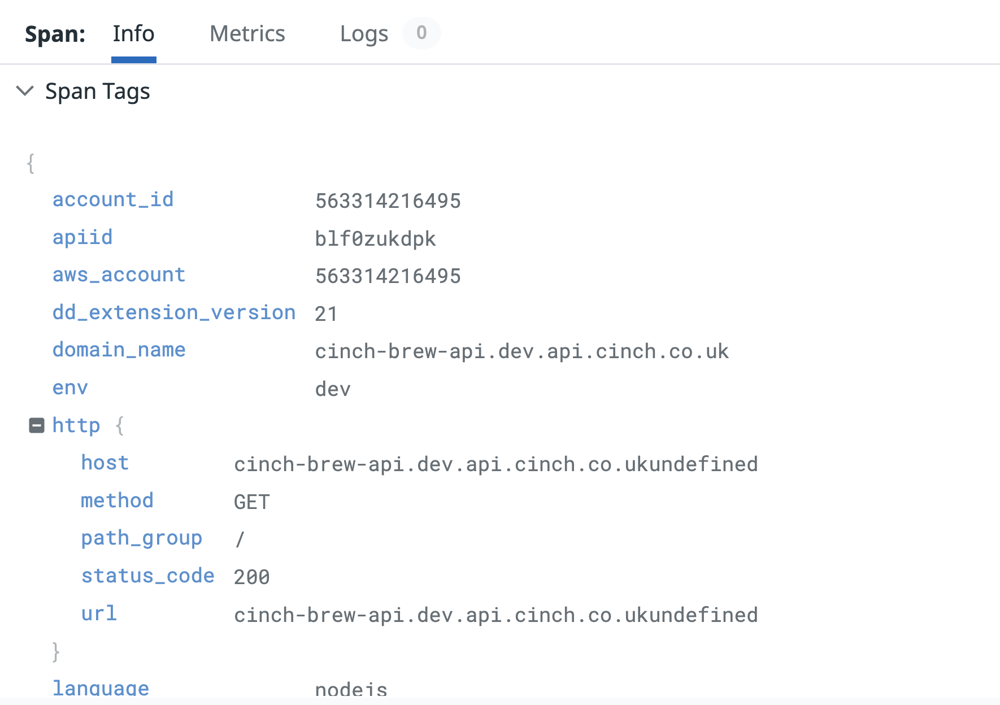 Span: Info Metrics Logs 0
Span Tags
{
account_id 563314216495
apiid blf0zukdpk
aws_account 563314216495
dd_extension_version 21
domain_name cinch-brew-api.dev.api.cinch.co.uk
env dev
http {
host cinch-brew-api.dev.api.cinch.co.ukundefined
method GET
path_group /
status_code 200
url cinch-brew-api.dev.api.cinch.co.ukundefined
}
language nodejs